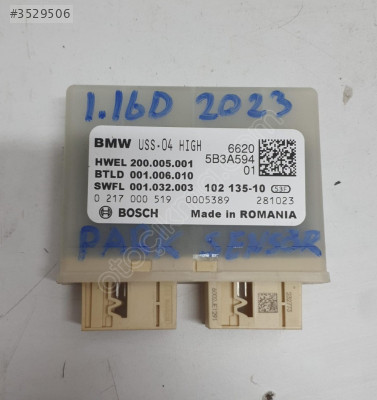 #3529506
1.16D 2023
BMW USS-04 HIGH 6620
HWEL 200.005.001 5B3A594
BTLD 001.006.010 01
SWFL 001.032.003 102 135-10
0 217 000 519 0005389 281023
BOSCH Made in ROMANIA
PARK SENSOR